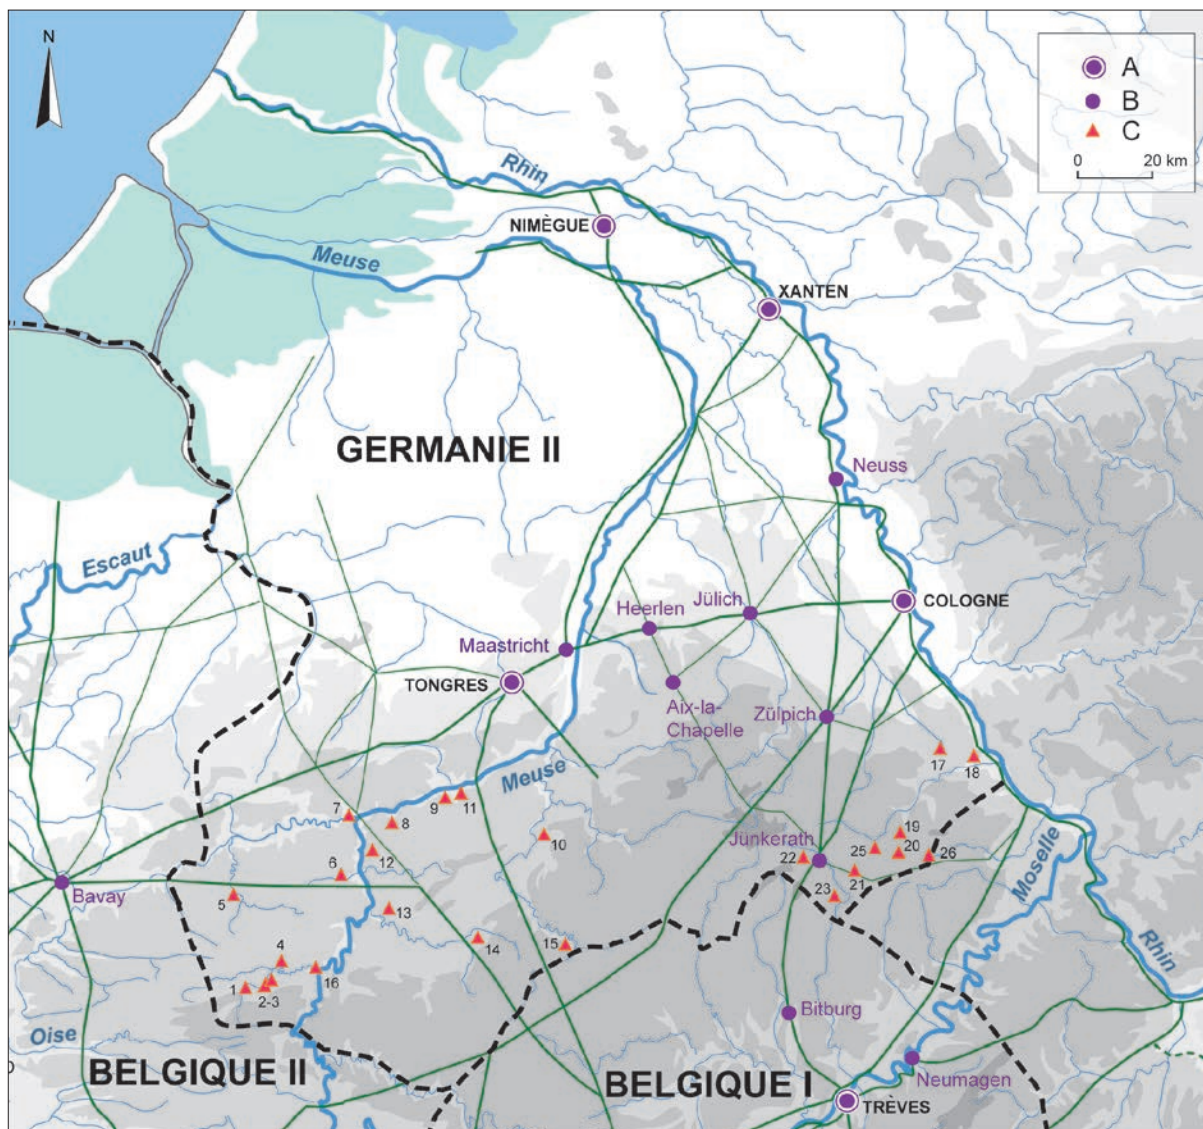 N
A
B
C
0 20 km
Rhin
NIMÈGUE
Meuse
XANTEN
GERMANIE II
Neuss
Escaut
Heerlen
Jülich
COLOGNE
Maastricht
TONGRES
Aix-la-
Chapelle
Zülpich
Meuse
17
18
7
8
9
11
10
12
6
Bavay
5
13
14
15
4
1
2-3
16
Jünkerath
22
25
19
20
26
21
23
Moselle
Rhin
Oise
BELGIQUE II
BELGIQUE I
Bitburg
Neumagen
TRÈVES